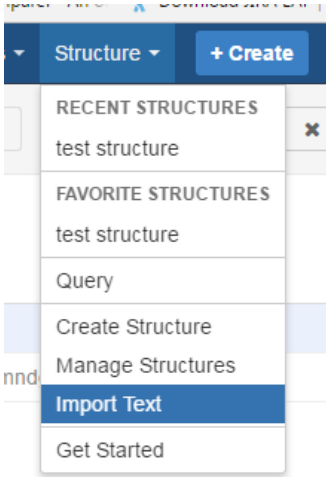 Structure
+ Create
RECENT STRUCTURES
test structure
FAVORITE STRUCTURES
test structure
Query
Create Structure
Manage Structures
Import Text
Get Started